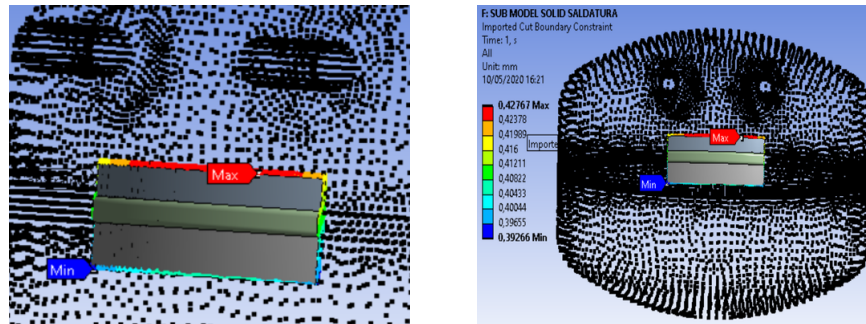 Max
Min
F: SUB MODEL SOLID SALDATURA
Imported Cut Boundary Constraint
Time: 1, s
All
Unit: mm
10/05/2020 16:21
0,42767 Max
0,42378
0,41989
0,416
0,41211
0,40822
0,40433
0,40044
0,39655
0,39266 Min
Importe
Max
Min